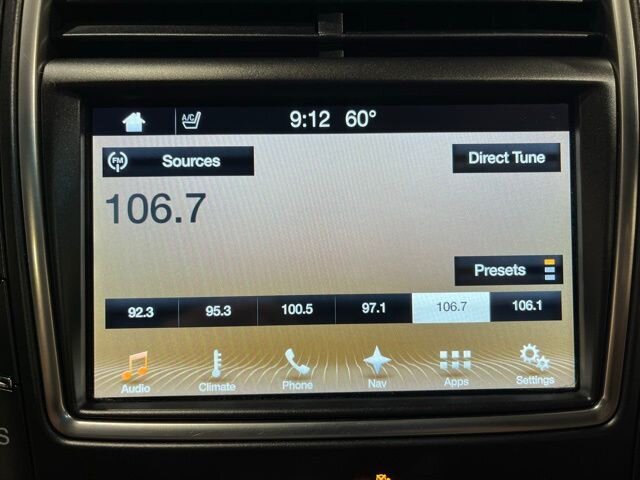 A/C 9:12 60°
FM Sources Direct Tune
106.7
Presets
92.3 95.3 100.5 97.1 106.7 106.1
Audio Climate Phone Nav Apps Settings
S